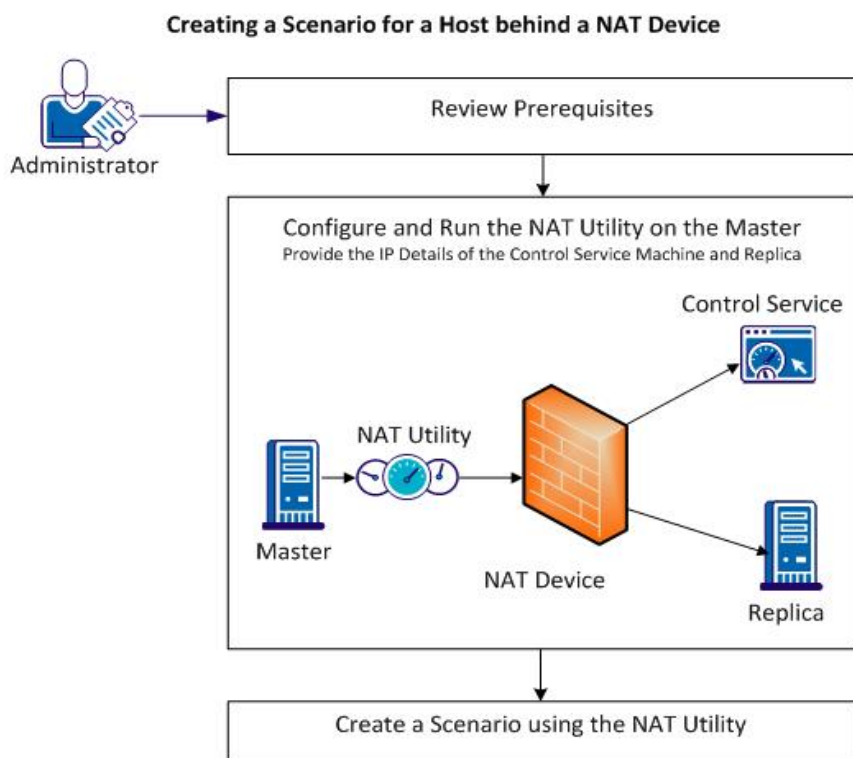 Creating a Scenario for a Host behind a NAT Device
Review Prerequisites
Administrator
Configure and Run the NAT Utility on the Master
Provide the IP Details of the Control Service Machine and Replica
Control Service
NAT Utility
Master
NAT Device
Replica
Create a Scenario using the NAT Utility